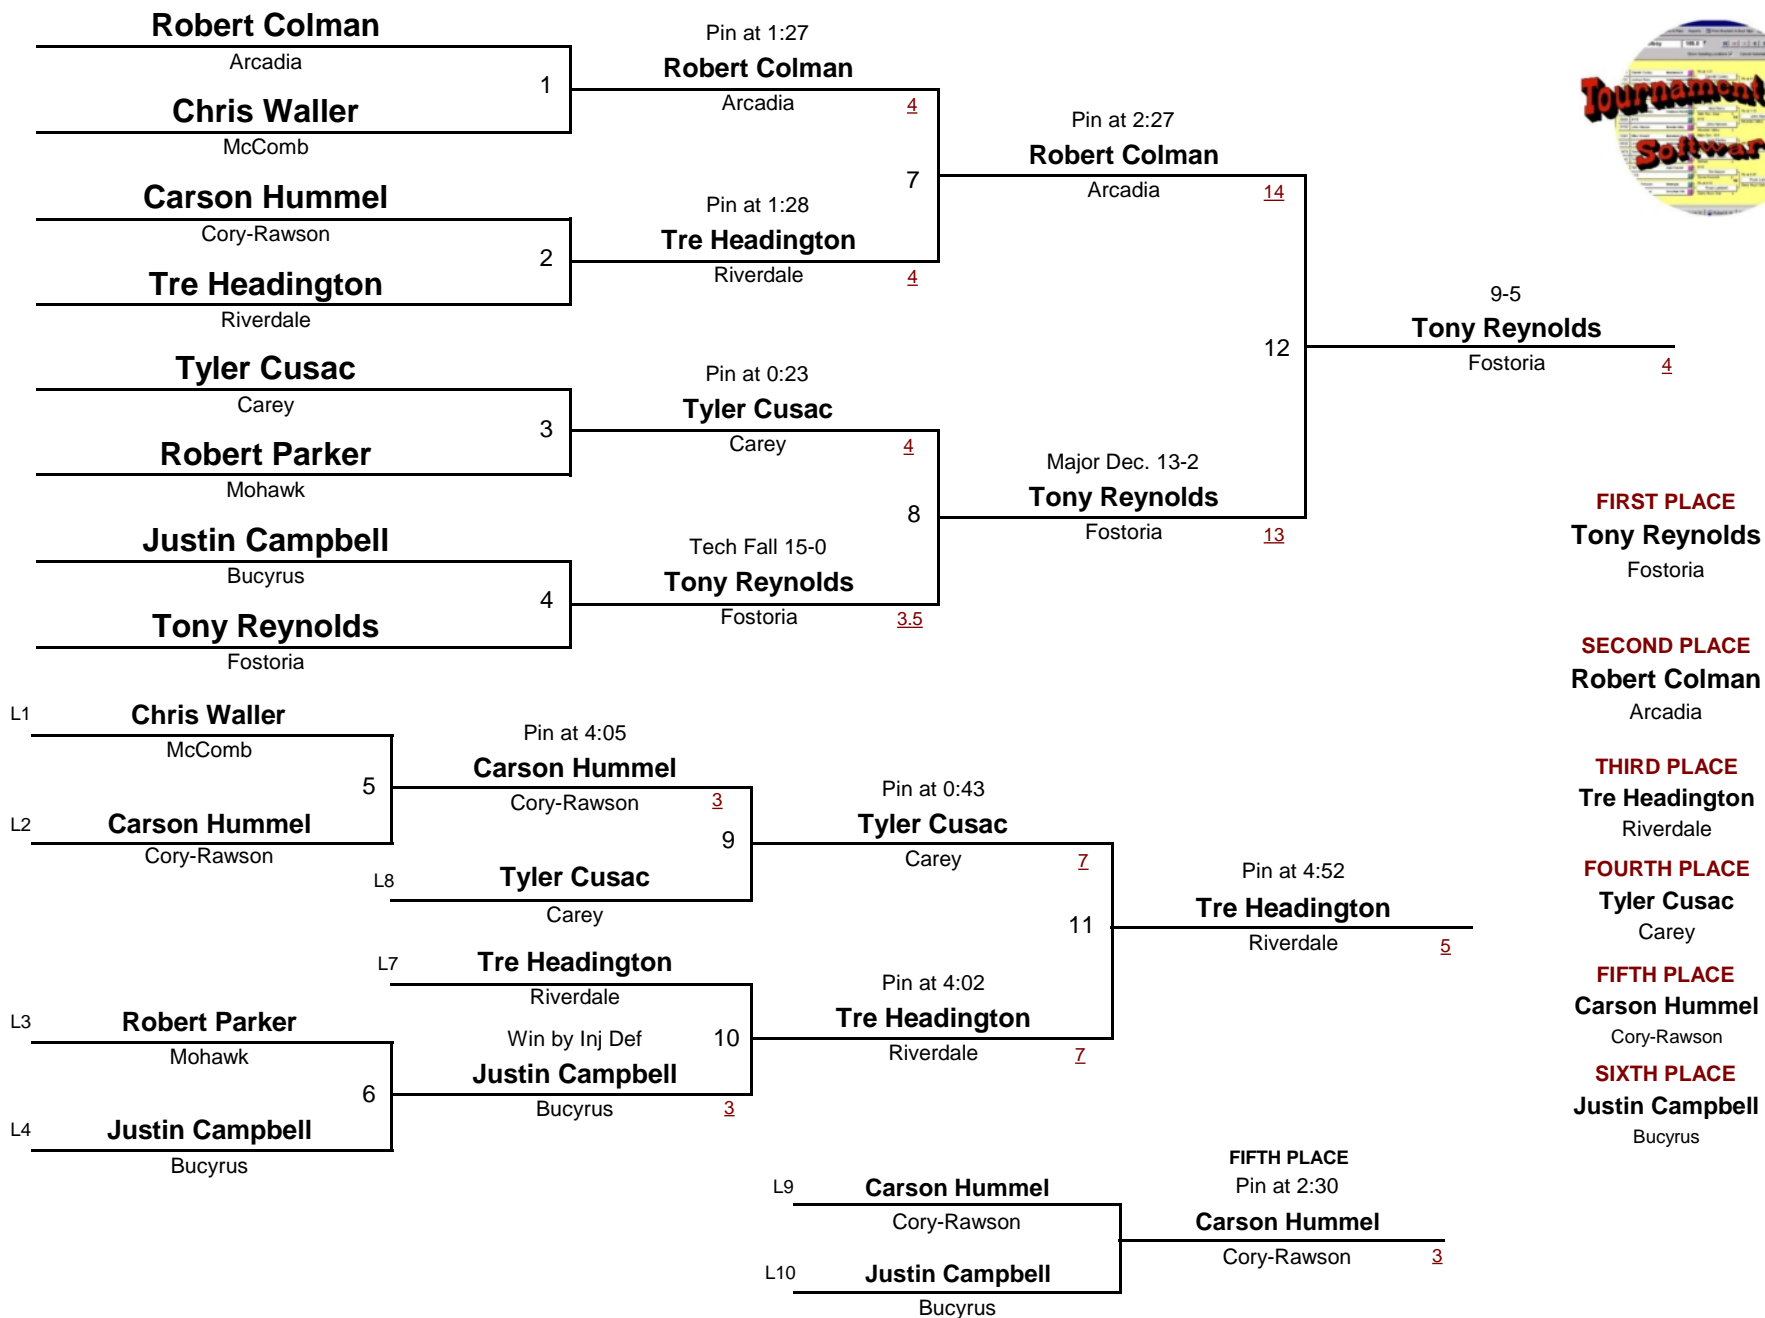 Robert Colman
Arcadia
1
Chris Waller
McComb
Carson Hummel
Cory-Rawson
2
Tre Headington
Riverdale
Tyler Cusac
Carey
3
Robert Parker
Mohawk
Justin Campbell
Bucyrus
4
Tony Reynolds
Fostoria
Pin at 1:27
Robert Colman
Arcadia 4
7
Pin at 1:28
Tre Headington
Riverdale 4
Pin at 0:23
Tyler Cusac
Carey 4
8
Tech Fall 15-0
Tony Reynolds
Fostoria 3.5
Pin at 2:27
Robert Colman
Arcadia 14
12
Major Dec. 13-2
Tony Reynolds
Fostoria 13
9-5
Tony Reynolds
Fostoria 4
Tournament
Softwar
FIRST PLACE
Tony Reynolds
Fostoria
SECOND PLACE
Robert Colman
Arcadia
THIRD PLACE
Tre Headington
Riverdale
FOURTH PLACE
Tyler Cusac
Carey
FIFTH PLACE
Carson Hummel
Cory-Rawson
SIXTH PLACE
Justin Campbell
Bucyrus
L1 Chris Waller
McComb
5
L2 Carson Hummel
Cory-Rawson
L3 Robert Parker
Mohawk
6
L4 Justin Campbell
Bucyrus
Pin at 4:05
Carson Hummel
Cory-Rawson 3
9
L8 Tyler Cusac
Carey
L7 Tre Headington
Riverdale
10
Win by Inj Def
Justin Campbell
Bucyrus 3
Pin at 0:43
Tyler Cusac
Carey 7
11
Pin at 4:02
Tre Headington
Riverdale 7
Pin at 4:52
Tre Headington
Riverdale 5
L9 Carson Hummel
Cory-Rawson
L10 Justin Campbell
Bucyrus
FIFTH PLACE
Pin at 2:30
Carson Hummel
Cory-Rawson 3